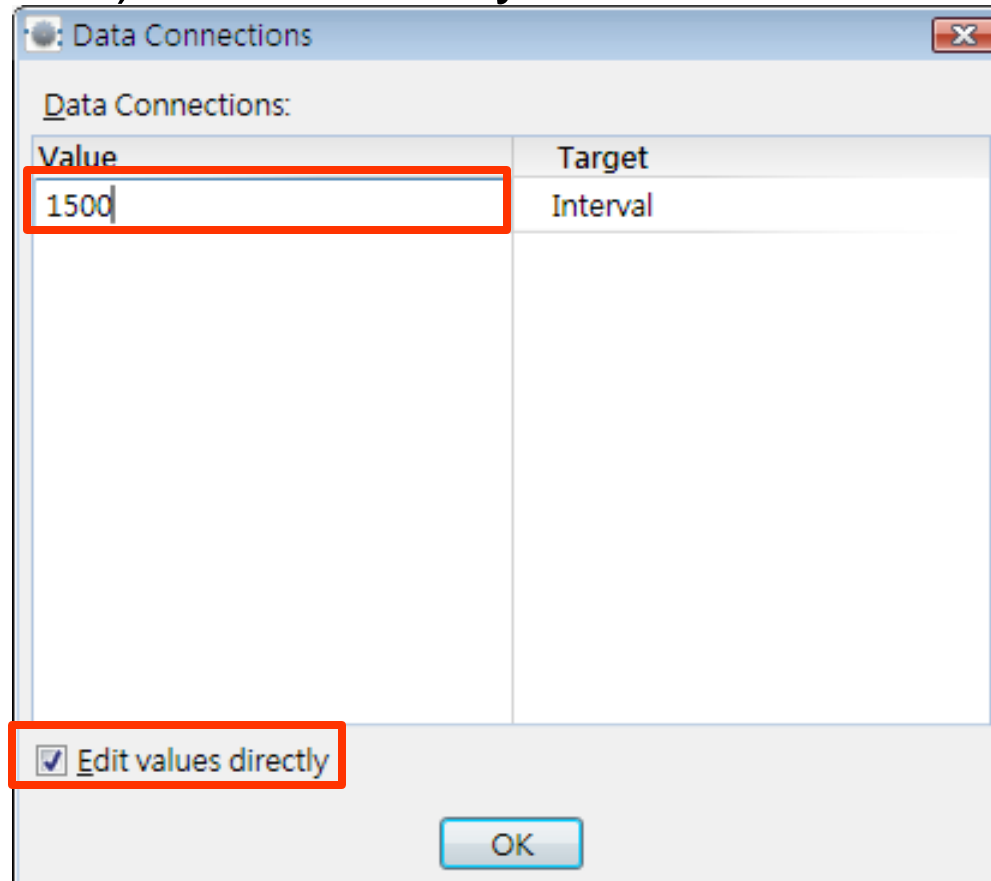 Data Connections
Data Connections:
Value Target
1500 Interval
Edit values directly
OK